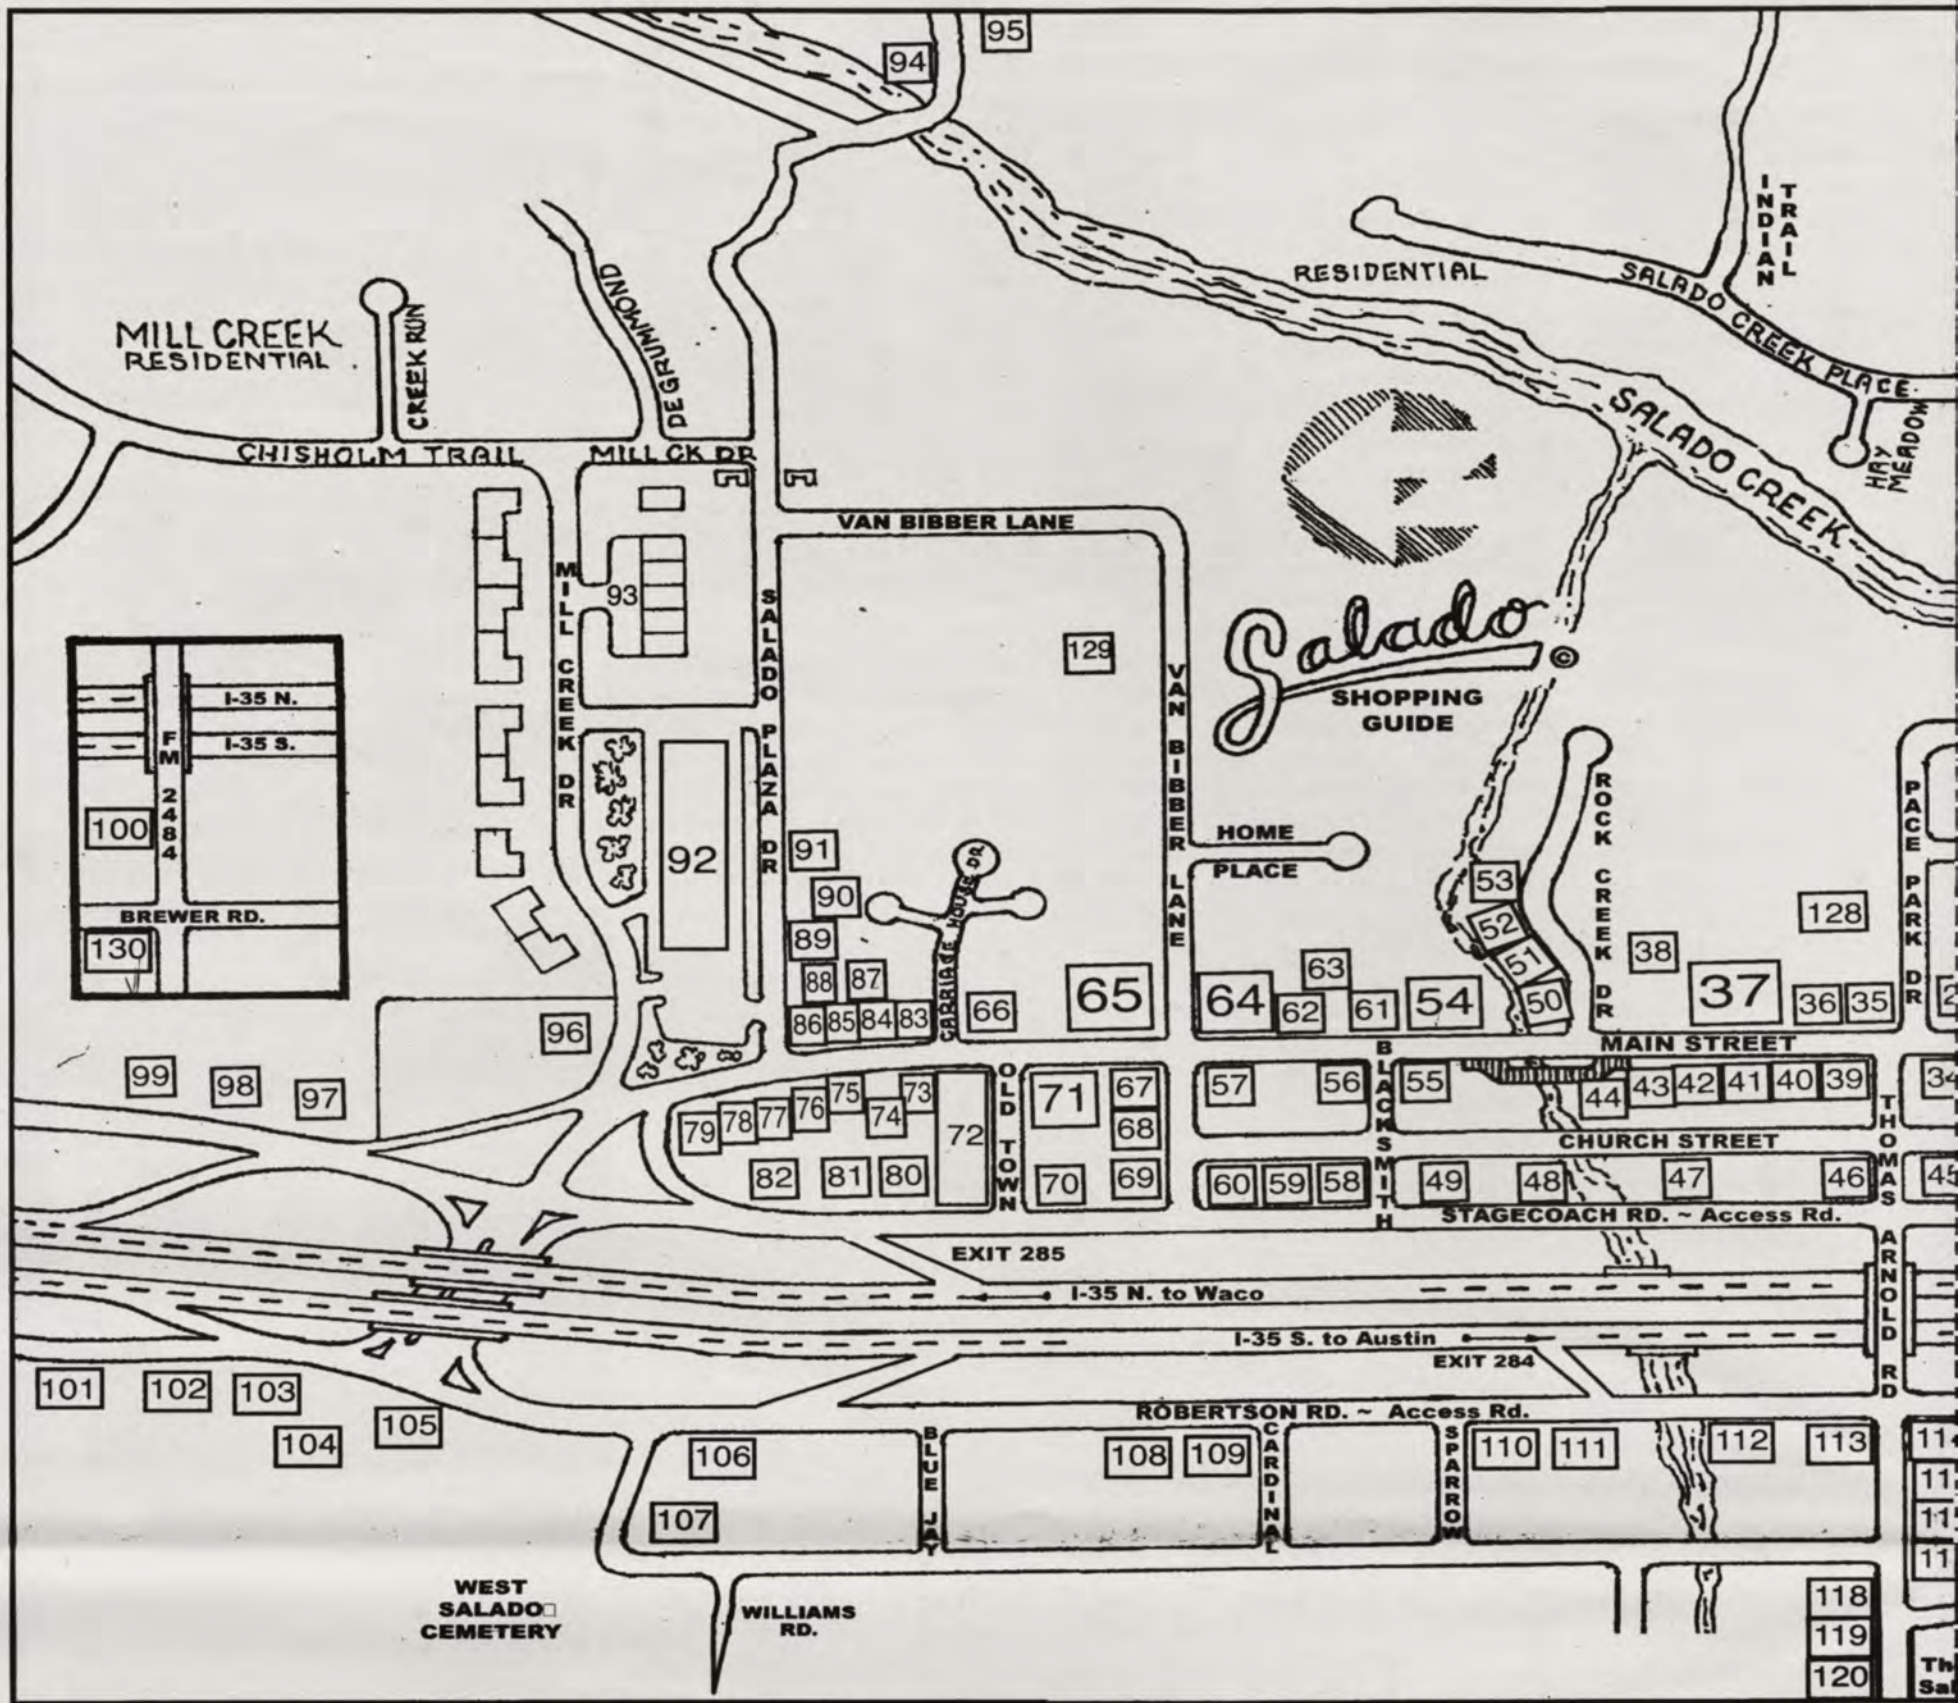 94
95
INDIAN TRAIL
RESIDENTIAL
SALADO CREEK PLACE
MILL CREEK
RESIDENTIAL
CREEK RUN
DEGRUMMOND
SALADO CREEK
HAY MEADOW
CHISHOLM TRAIL
MILL CK DR
VAN BIBBER LANE
MILL CREEK DR
93
SALADO PLAZA DR
129
VAN BIBBER LANE
Salado ©
SHOPPING
GUIDE
I-35 N.
I-35 S.
FM 2484
100
BREWER RD.
130
92
91
90
89
88 87
86 85 84 83
CARRIAGE HOUSE DR
HOME
PLACE
ROCK CREEK DR
PACE PARK DR
53
52
51
50
38
128
37
36 35
66
65
64
63
62
61
54
MAIN STREET
96
99
98
97
79 78 77 76 75 74 73
72
82 81 80
OLD TOWN
71
67
68
70
69
57
56
BLACKSMITH
55
44 43 42 41 40 39
THOMAS ARNOLD RD
34
CHURCH STREET
60 59 58
49
48
47
46
45
STAGECOACH RD. ~ Access Rd.
EXIT 285
I-35 N. to Waco
I-35 S. to Austin
EXIT 284
ROBERTSON RD. ~ Access Rd.
101
102
103
104
105
106
107
BLUE JAY
108
109
CARDINAL
SPARROW
110
111
112
113
118
119
120
WEST
SALADO
CEMETERY
WILLIAMS
RD.